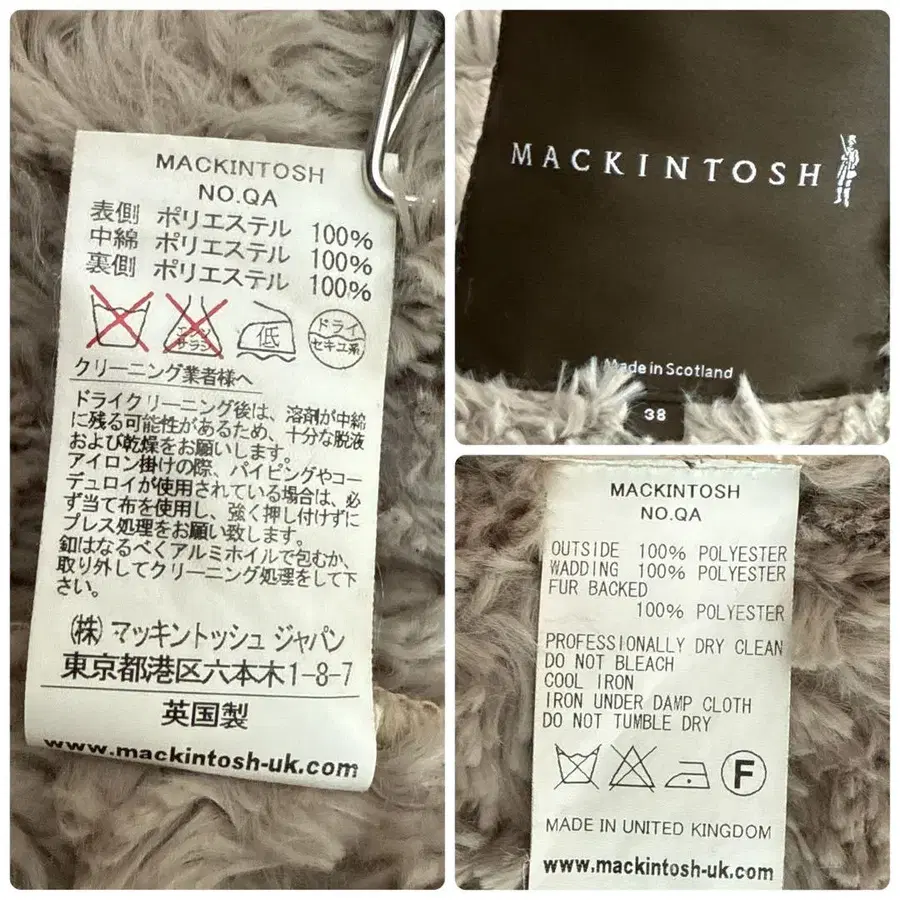 MACKINTOSH
NO.QA
表側 ポリエステル 100%
中綿 ポリエステル 100%
裏側 ポリエステル 100%
エンソ
サラシ
低
ドライ
セキユ系
クリーニング業者様へ
ドライクリーニング後は、溶剤が中綿
に残る可能性があるため、十分な脱液
および乾燥をお願いします。
アイロン掛けの際、パイピングやコー
デュロイが使用されている場合は、必
ず当て布を使用し、強く押し付けずに
プレス処理をお願い致します。
釦はなるべくアルミホイルで包むか、
取り外してクリーニング処理をして下
さい。
(株) マッキントッシュ ジャパン
東京都港区六本木1-8-7
英国製
www.mackintosh-uk.com
MACKINTOSH
Made in Scotland
38
MACKINTOSH
NO.QA
OUTSIDE 100% POLYESTER
WADDING 100% POLYESTER
FUR BACKED
100% POLYESTER
PROFESSIONALLY DRY CLEAN
DO NOT BLEACH
COOL IRON
IRON UNDER DAMP CLOTH
DO NOT TUMBLE DRY
F
MADE IN UNITED KINGDOM
www.mackintosh-uk.com